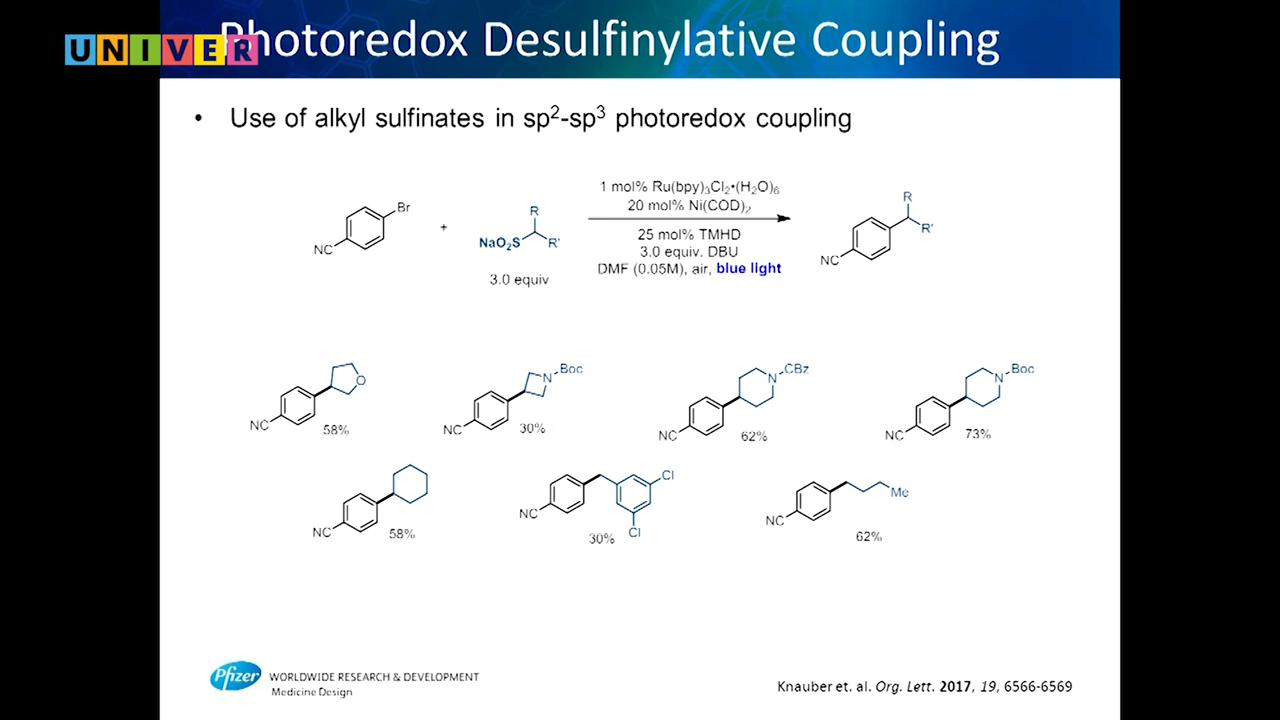 UNIVER
Photoredox Desulfinylative Coupling
• Use of alkyl sulfinates in sp²-sp³ photoredox coupling
NC
Br
+
NaO₂S
R
R'
3.0 equiv
1 mol% Ru(bpy)₃Cl₂•(H₂O)₆
20 mol% Ni(COD)₂
25 mol% TMHD
3.0 equiv. DBU
DMF (0.05M), air, blue light
NC
R
R'
NC
O
58%
NC
N
Boc
30%
NC
N
CBz
62%
NC
N
Boc
73%
NC
58%
NC
Cl
Cl
30%
NC
Me
62%
Pfizer
WORLDWIDE RESEARCH & DEVELOPMENT
Medicine Design
Knauber et. al. Org. Lett. 2017, 19, 6566-6569